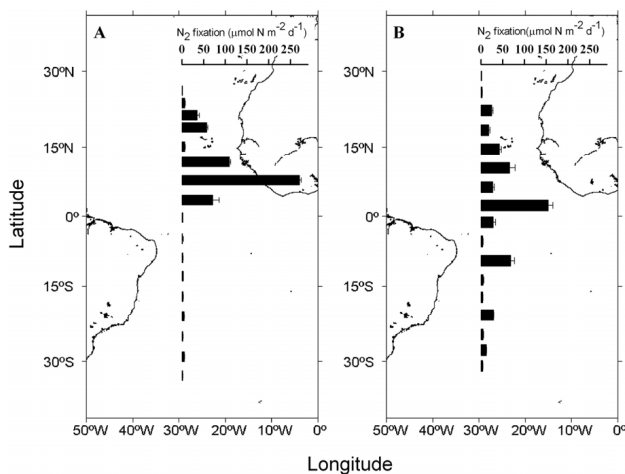 A N₂ fixation (μmol N m⁻² d⁻¹)
0 50 100 150 200 250
B N₂ fixation(μmol N m⁻² d⁻¹)
0 50 100 150 200 250
30ºN
15ºN
0º
15ºS
30ºS
30ºN
15ºN
0º
15ºS
30ºS
Latitude
50ºW 40ºW 30ºW 20ºW 10ºW 0º
50ºW 40ºW 30ºW 20ºW 10ºW 0º
Longitude